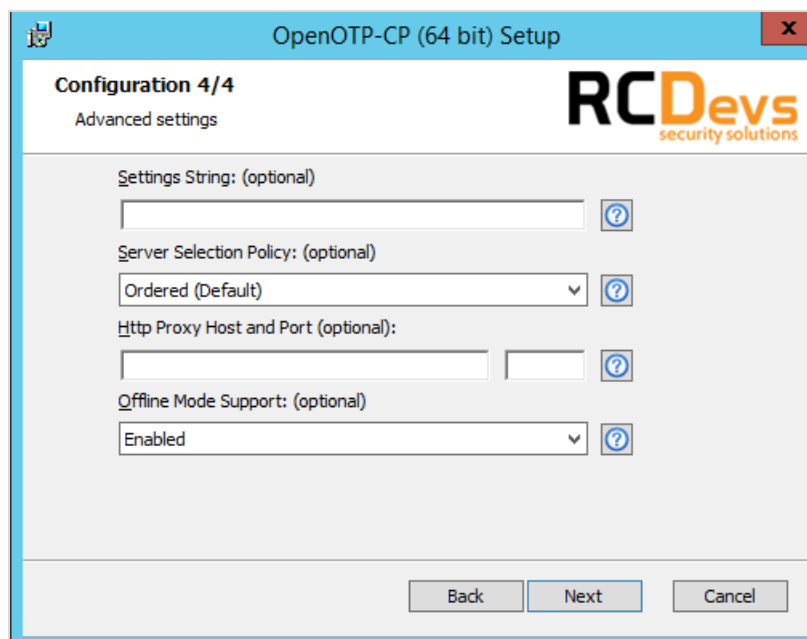 OpenOTP-CP (64 bit) Setup
x
Configuration 4/4
Advanced settings
RCDevs
security solutions
Settings String: (optional)
?
Server Selection Policy: (optional)
Ordered (Default)
?
Http Proxy Host and Port (optional):
?
Offline Mode Support: (optional)
Enabled
?
Back Next Cancel